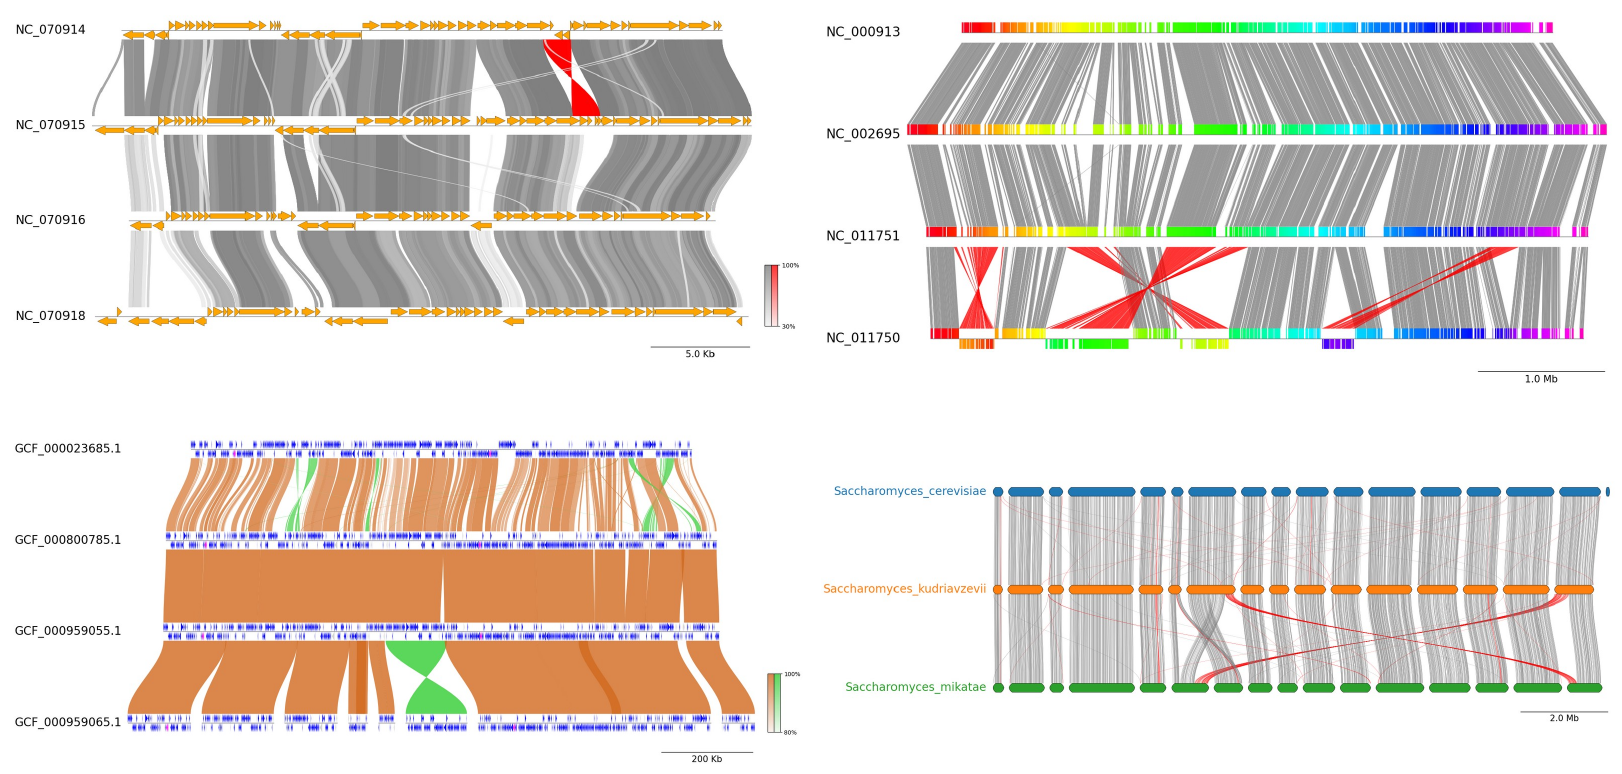 NC_070914
NC_070915
NC_070916
NC_070918
100%
30%
5.0 Kb
NC_000913
NC_002695
NC_011751
NC_011750
1.0 Mb
GCF_000023685.1
GCF_000800785.1
GCF_000959055.1
GCF_000959065.1
100%
80%
200 Kb
Saccharomyces_cerevisiae
Saccharomyces_kudriavzevii
Saccharomyces_mikatae
2.0 Mb